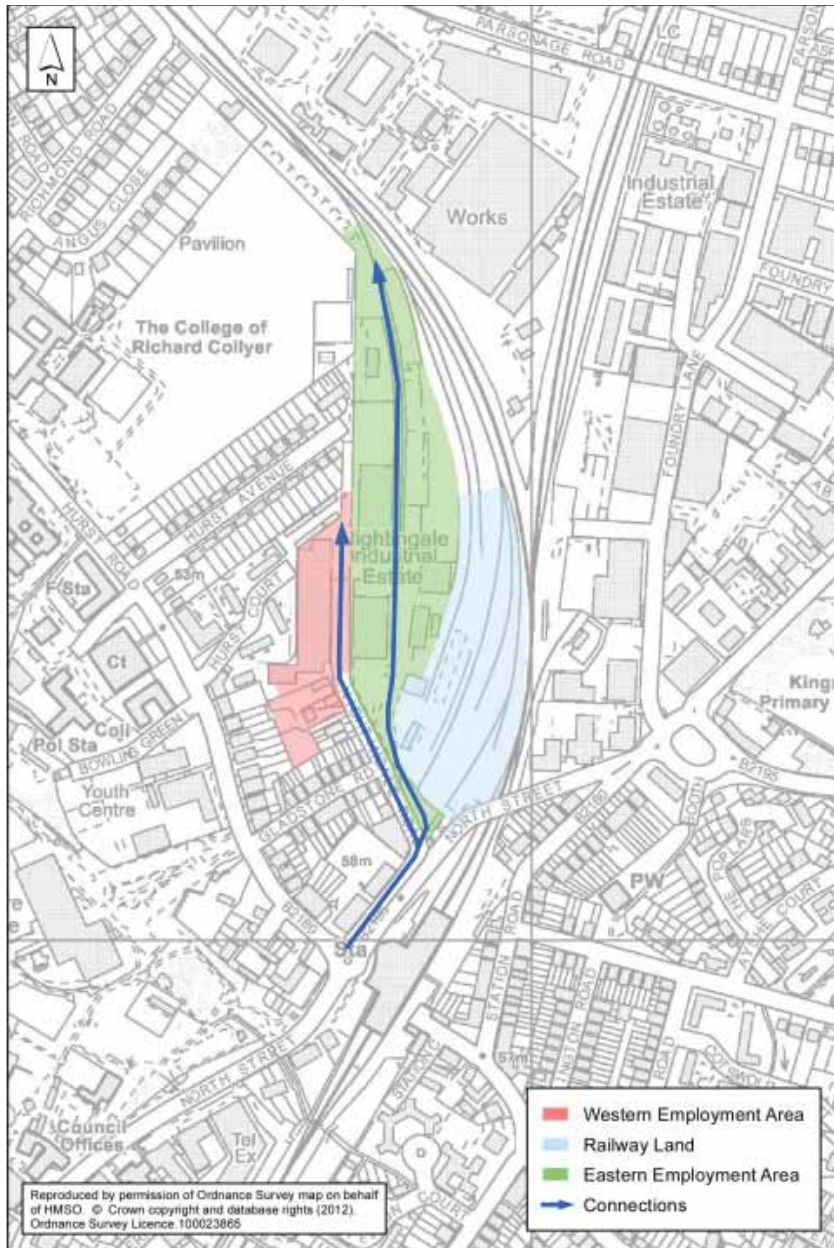 N
PARSONAGE ROAD
LC
RICHMOND ROAD
ANGUS CLOSE
Pavilion
Works
Industrial
Estate
FOUNDRY
The College of
Richard Collyer
FOUNDRY LANE
HURST AVENUE
HURST ROAD
Nightingale
Industrial
Estate
53m
F Sta
HURST COURT
Ct
Coll
Pol Sta
BOWLING GREEN
Youth
Centre
GLADSTONE RD
Primary
B2195
NORTH STREET
B2180
58m
PW
B2180
Sta
STATION ROAD
NORTH STREET
57m
Council
Offices
Tel
Ex
COURT
Western Employment Area
Railway Land
Eastern Employment Area
Connections
Reproduced by permission of Ordnance Survey map on behalf
of HMSO. © Crown copyright and database rights (2012).
Ordnance Survey Licence.100023865